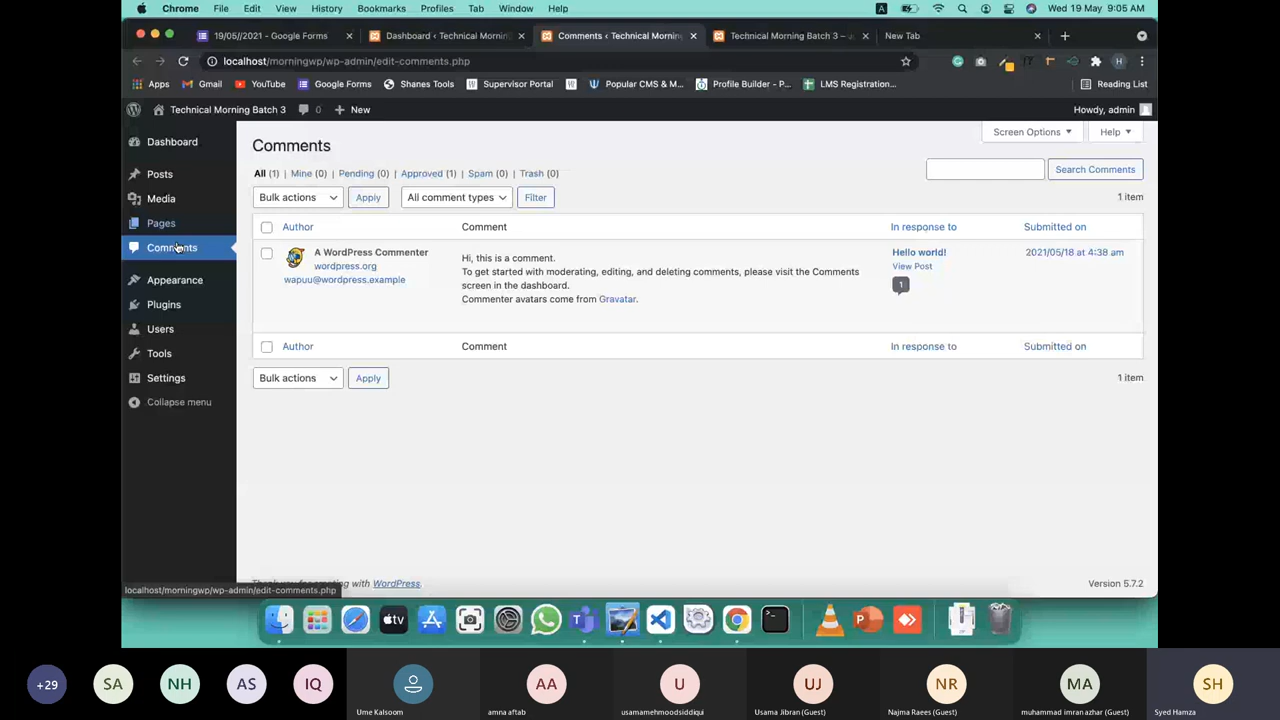 Chrome File Edit View History Bookmarks Profiles Tab Window Help A Wed 19 May 9:05 AM
19/05//2021 - Google Forms Dashboard ‹ Technical Mornin Comments ‹ Technical Mornin Technical Morning Batch 3 – New Tab
localhost/morningwp/wp-admin/edit-comments.php
Apps Gmail YouTube Google Forms Shanes Tools Supervisor Portal Popular CMS & M... Profile Builder - P... LMS Registration... Reading List
Technical Morning Batch 3 0 New Howdy, admin
Screen Options Help
Dashboard
Posts
Media
Pages
Comments
Appearance
Plugins
Users
Tools
Settings
Collapse menu
Comments
All (1) | Mine (0) | Pending (0) | Approved (1) | Spam (0) | Trash (0)
Search Comments
Bulk actions Apply All comment types Filter 1 item
Author Comment In response to Submitted on
A WordPress Commenter
wordpress.org
wapuu@wordpress.example
Hi, this is a comment.
To get started with moderating, editing, and deleting comments, please visit the Comments
screen in the dashboard.
Commenter avatars come from Gravatar.
Hello world!
View Post
1
2021/05/18 at 4:38 am
Author Comment In response to Submitted on
Bulk actions Apply 1 item
with WordPress. Version 5.7.2
localhost/morningwp/wp-admin/edit-comments.php
tv
P
+29 SA NH AS IQ AA U UJ NR MA SH
Ume Kalsoom amna aftab usamamehmoodsiddiqui Usama Jibran (Guest) Najma Raees (Guest) muhammad imran azhar (Guest) Syed Hamza